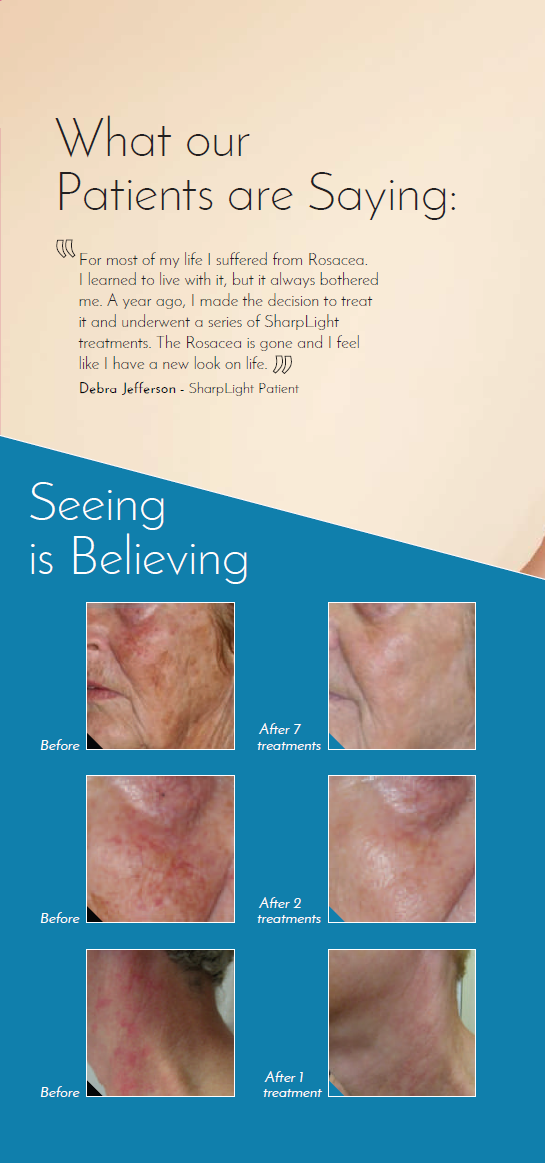 What our
Patients are Saying:
For most of my life I suffered from Rosacea.
I learned to live with it, but it always bothered
me. A year ago, I made the decision to treat
it and underwent a series of SharpLight
treatments. The Rosacea is gone and I feel
like I have a new look on life.
Debra Jefferson - SharpLight Patient
Seeing
is Believing
Before
After 7
treatments
Before
After 2
treatments
Before
After 1
treatment